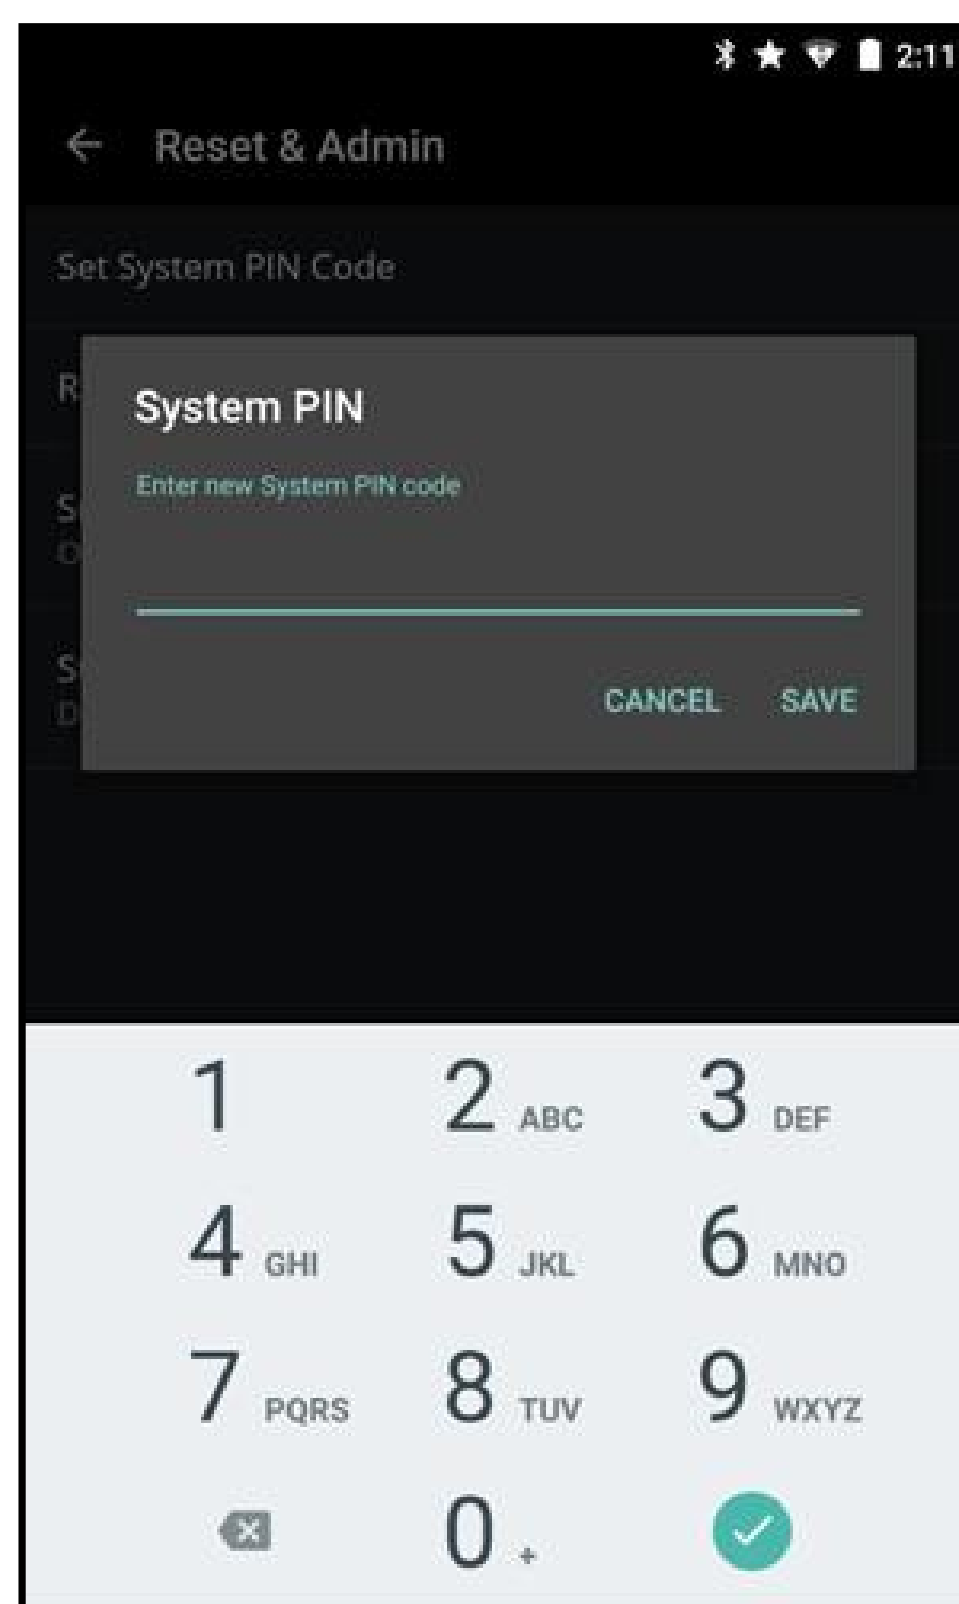 2:11
Reset & Admin
Set System PIN Code
R
System PIN
Enter new System PIN code
S
D
S
D
CANCEL SAVE
1 2 ABC 3 DEF
4 GHI 5 JKL 6 MNO
7 PQRS 8 TUV 9 WXYZ
0 +